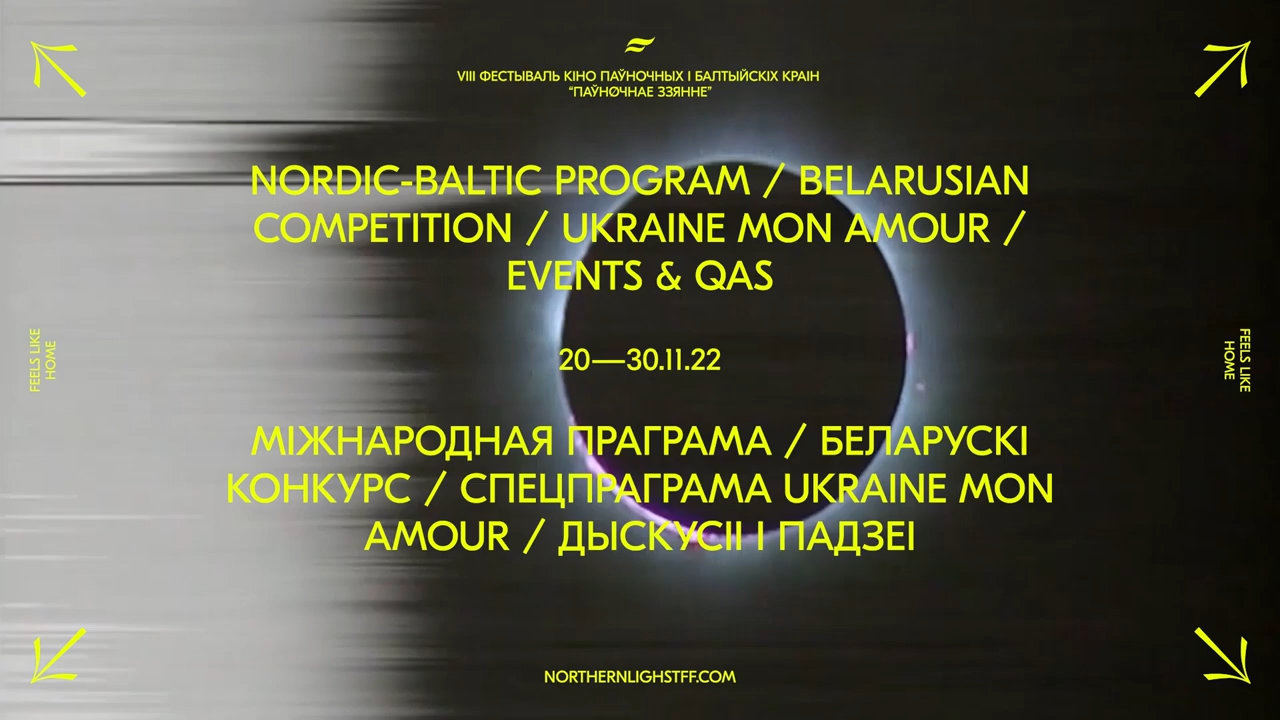 VIII ФЕСТЫВАЛЬ КІНО ПАЎНОЧНЫХ І БАЛТЫЙСКІХ КРАІН
“ПАЎНØЧНАЕ ЗЗЯННЕ”
NORDIC-BALTIC PROGRAM / BELARUSIAN
COMPETITION / UKRAINE MON AMOUR /
EVENTS & QAS
FEELS LIKE
HOME
20—30.11.22
FEELS LIKE
HOME
МІЖНАРОДНАЯ ПРАГРАМА / БЕЛАРУСКІ
КОНКУРС / СПЕЦПРАГРАМА UKRAINE MON
AMOUR / ДЫСКУСІІ І ПАДЗЕІ
NORTHERNLIGHSTFF.COM